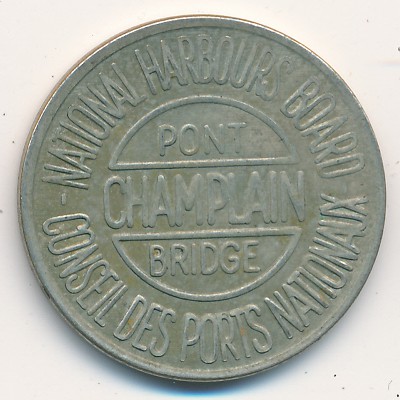 NATIONAL HARBOURS BOARD
PONT
CHAMPLAIN
BRIDGE
CONSEIL DES PORTS NATIONAUX